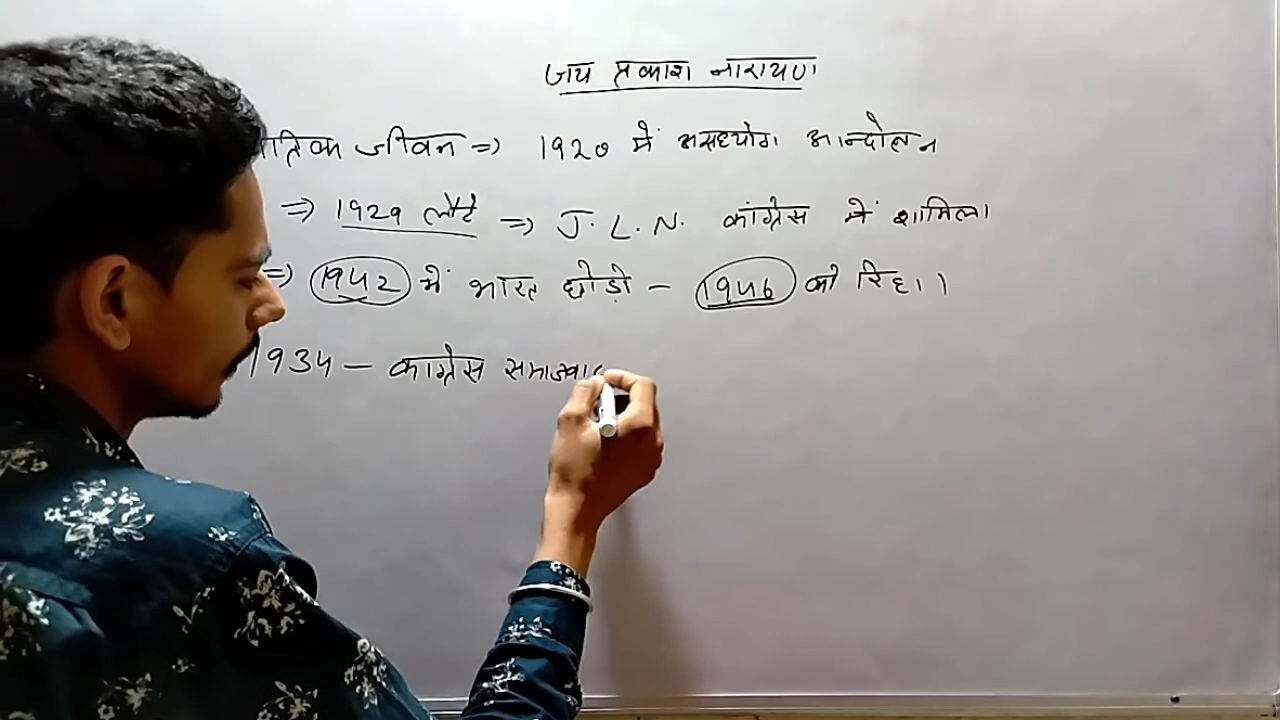 जय प्रकाश नारायण
जीवन ⇒ 1920 में असहयोग आन्दोलन
⇒ 1929 लौटे ⇒ J. L. N. कांग्रेस में शामिल
⇒ 1942 में भारत छोड़ो - 1946 को रिहा।
1934 - कांग्रेस समाजवा